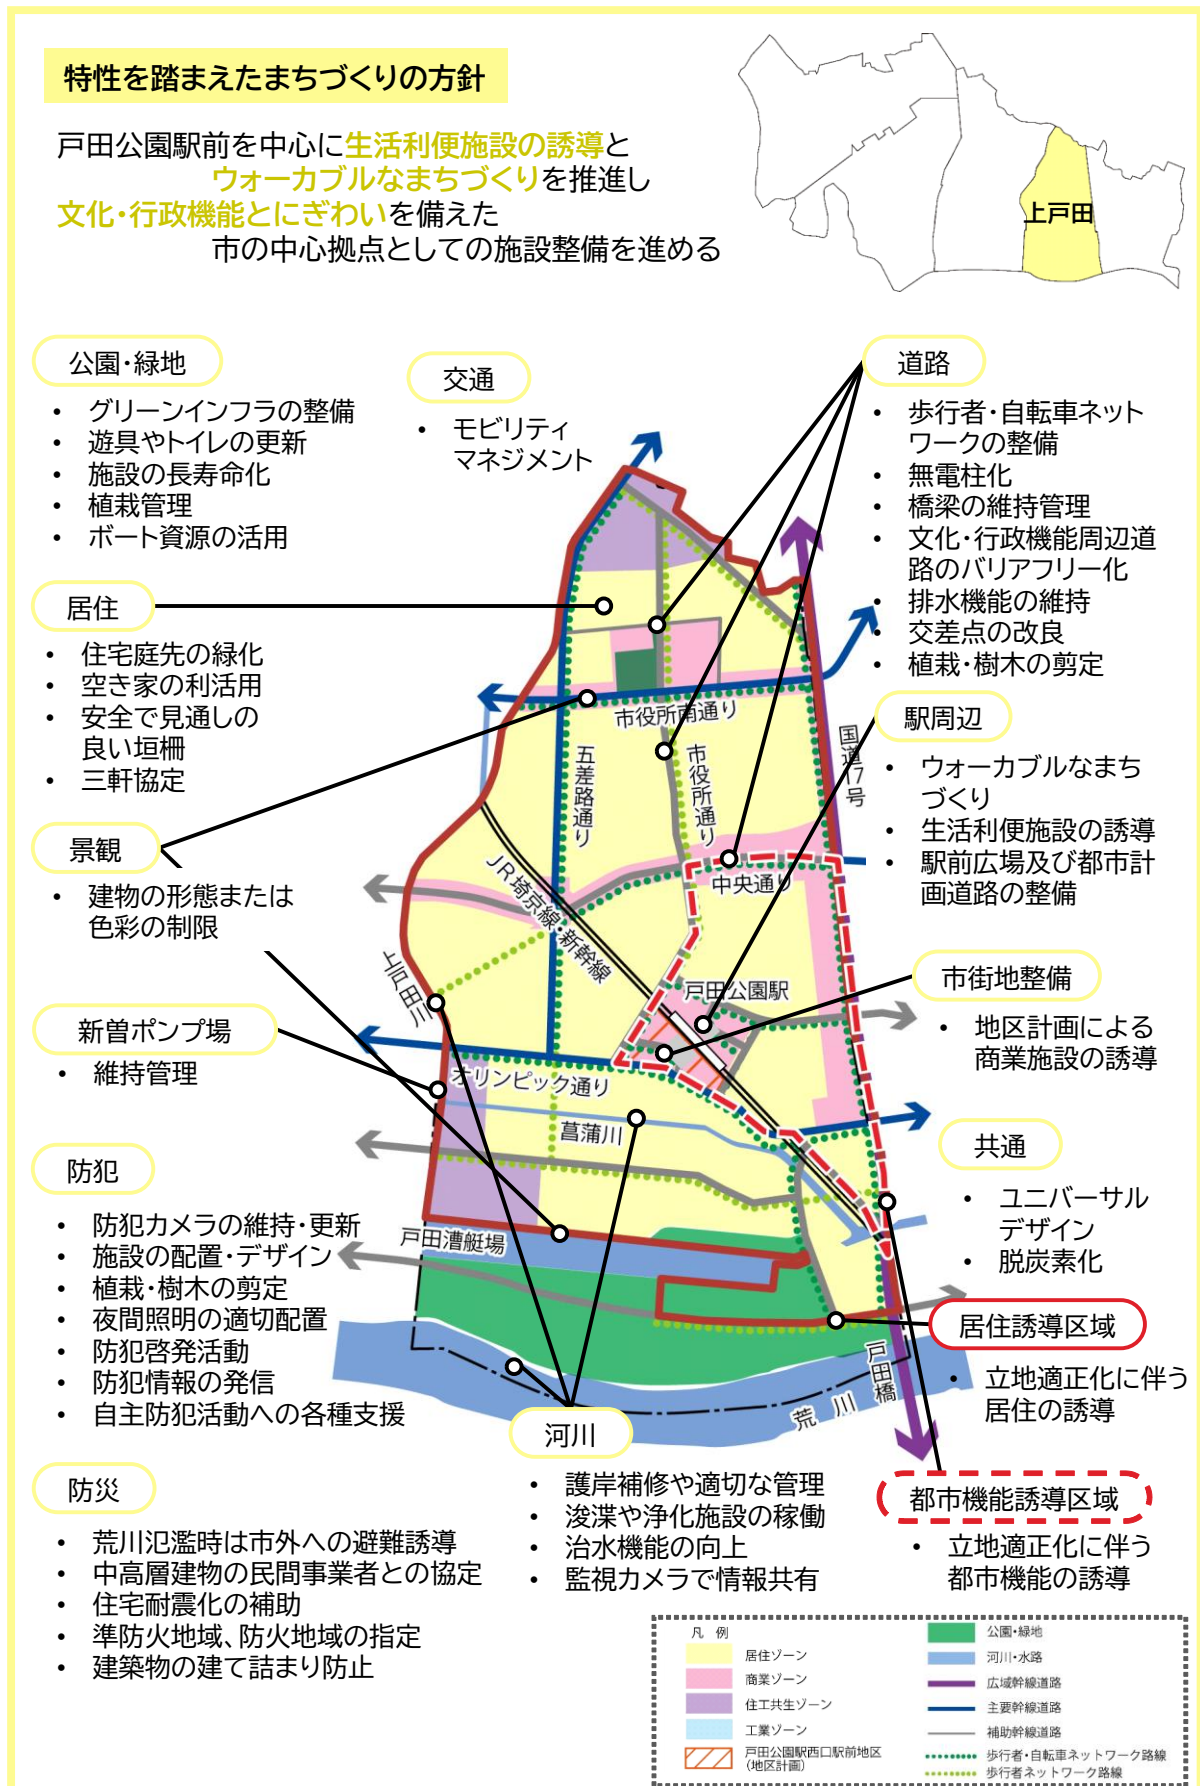 特性を踏まえたまちづくりの方針
戸田公園駅前を中心に生活利便施設の誘導と
ウォーカブルなまちづくりを推進し
文化・行政機能とにぎわいを備えた
市の中心拠点としての施設整備を進める
上戸田
公園・緑地
• グリーンインフラの整備
• 遊具やトイレの更新
• 施設の長寿命化
• 植栽管理
• ボート資源の活用
交通
• モビリティ
マネジメント
道路
• 歩行者・自転車ネット
ワークの整備
• 無電柱化
• 橋梁の維持管理
• 文化・行政機能周辺道
路のバリアフリー化
• 排水機能の維持
• 交差点の改良
• 植栽・樹木の剪定
居住
• 住宅庭先の緑化
• 空き家の利活用
• 安全で見通しの
良い垣柵
• 三軒協定
駅周辺
• ウォーカブルなまち
づくり
• 生活利便施設の誘導
• 駅前広場及び都市計
画道路の整備
景観
• 建物の形態または
色彩の制限
市街地整備
• 地区計画による
商業施設の誘導
新曽ポンプ場
• 維持管理
共通
• ユニバーサル
デザイン
• 脱炭素化
防犯
• 防犯カメラの維持・更新
• 施設の配置・デザイン
• 植栽・樹木の剪定
• 夜間照明の適切配置
• 防犯啓発活動
• 防犯情報の発信
• 自主防犯活動への各種支援
市役所南通り
五差路通り
市役所通り
国道17号
中央通り
JR埼京線・新幹線
戸田公園駅
上戸田川
オリンピック通り
菖蒲川
戸田漕艇場
戸田橋
荒川
居住誘導区域
• 立地適正化に伴う
居住の誘導
河川
• 護岸補修や適切な管理
• 浚渫や浄化施設の稼働
• 治水機能の向上
• 監視カメラで情報共有
都市機能誘導区域
• 立地適正化に伴う
都市機能の誘導
防災
• 荒川氾濫時は市外への避難誘導
• 中高層建物の民間事業者との協定
• 住宅耐震化の補助
• 準防火地域、防火地域の指定
• 建築物の建て詰まり防止
凡 例
居住ゾーン
商業ゾーン
住工共生ゾーン
工業ゾーン
戸田公園駅西口駅前地区
(地区計画)
公園・緑地
河川・水路
広域幹線道路
主要幹線道路
補助幹線道路
歩行者・自転車ネットワーク路線
歩行者ネットワーク路線